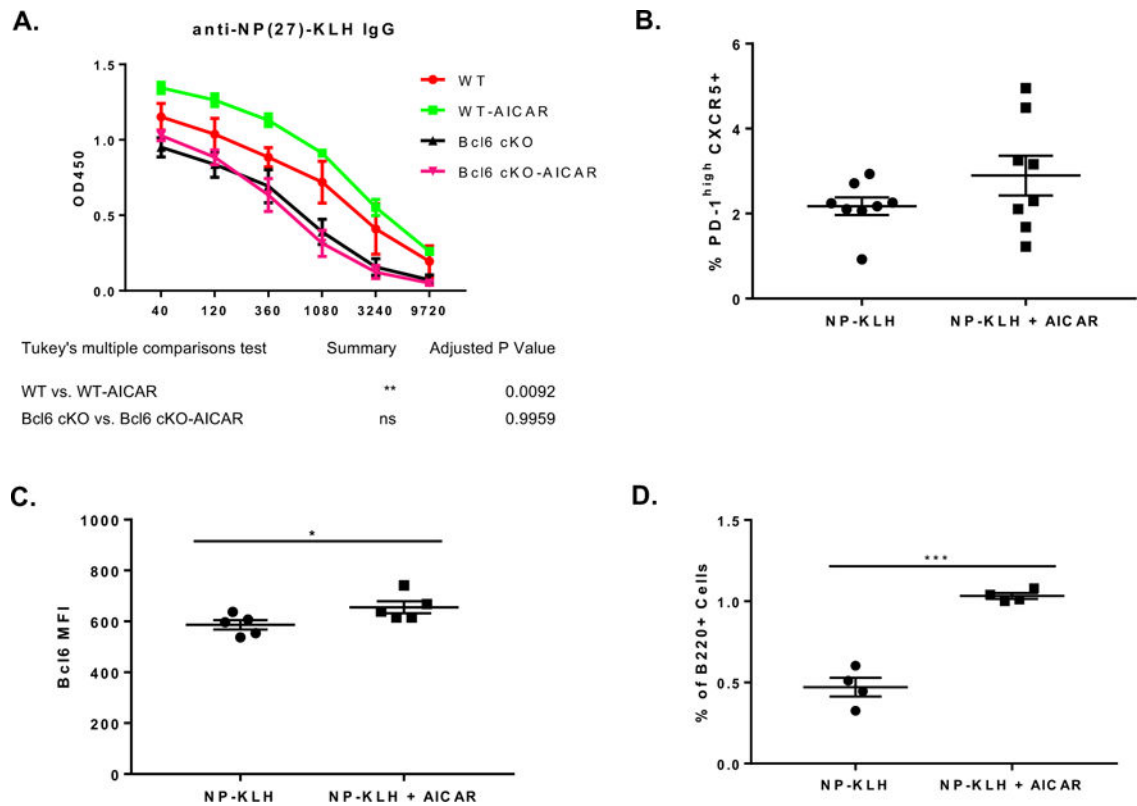 A.
anti-NP(27)-KLH IgG
OD450
1.5
1.0
0.5
0.0
40 120 360 1080 3240 9720
WT
WT-AICAR
Bcl6 cKO
Bcl6 cKO-AICAR
Tukey's multiple comparisons test Summary Adjusted P Value
WT vs. WT-AICAR ** 0.0092
Bcl6 cKO vs. Bcl6 cKO-AICAR ns 0.9959
B.
% PD-1high CXCR5+
6
4
2
0
NP-KLH NP-KLH + AICAR
C.
Bcl6 MFI
1000
800
600
400
200
0
*
NP-KLH NP-KLH + AICAR
D.
% of B220+ Cells
1.5
1.0
0.5
0.0
***
NP-KLH NP-KLH + AICAR